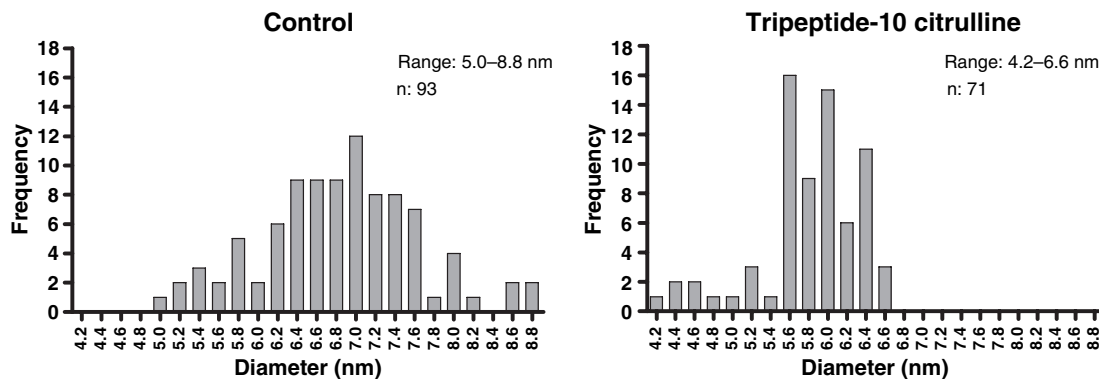 Control
Range: 5.0–8.8 nm
n: 93
Frequency
18
16
14
12
10
8
6
4
2
0
4.2 4.4 4.6 4.8 5.0 5.2 5.4 5.6 5.8 6.0 6.2 6.4 6.6 6.8 7.0 7.2 7.4 7.6 7.8 8.0 8.2 8.4 8.6 8.8
Diameter (nm)
Tripeptide-10 citrulline
Range: 4.2–6.6 nm
n: 71
Frequency
18
16
14
12
10
8
6
4
2
0
4.2 4.4 4.6 4.8 5.0 5.2 5.4 5.6 5.8 6.0 6.2 6.4 6.6 6.8 7.0 7.2 7.4 7.6 7.8 8.0 8.2 8.4 8.6 8.8
Diameter (nm)